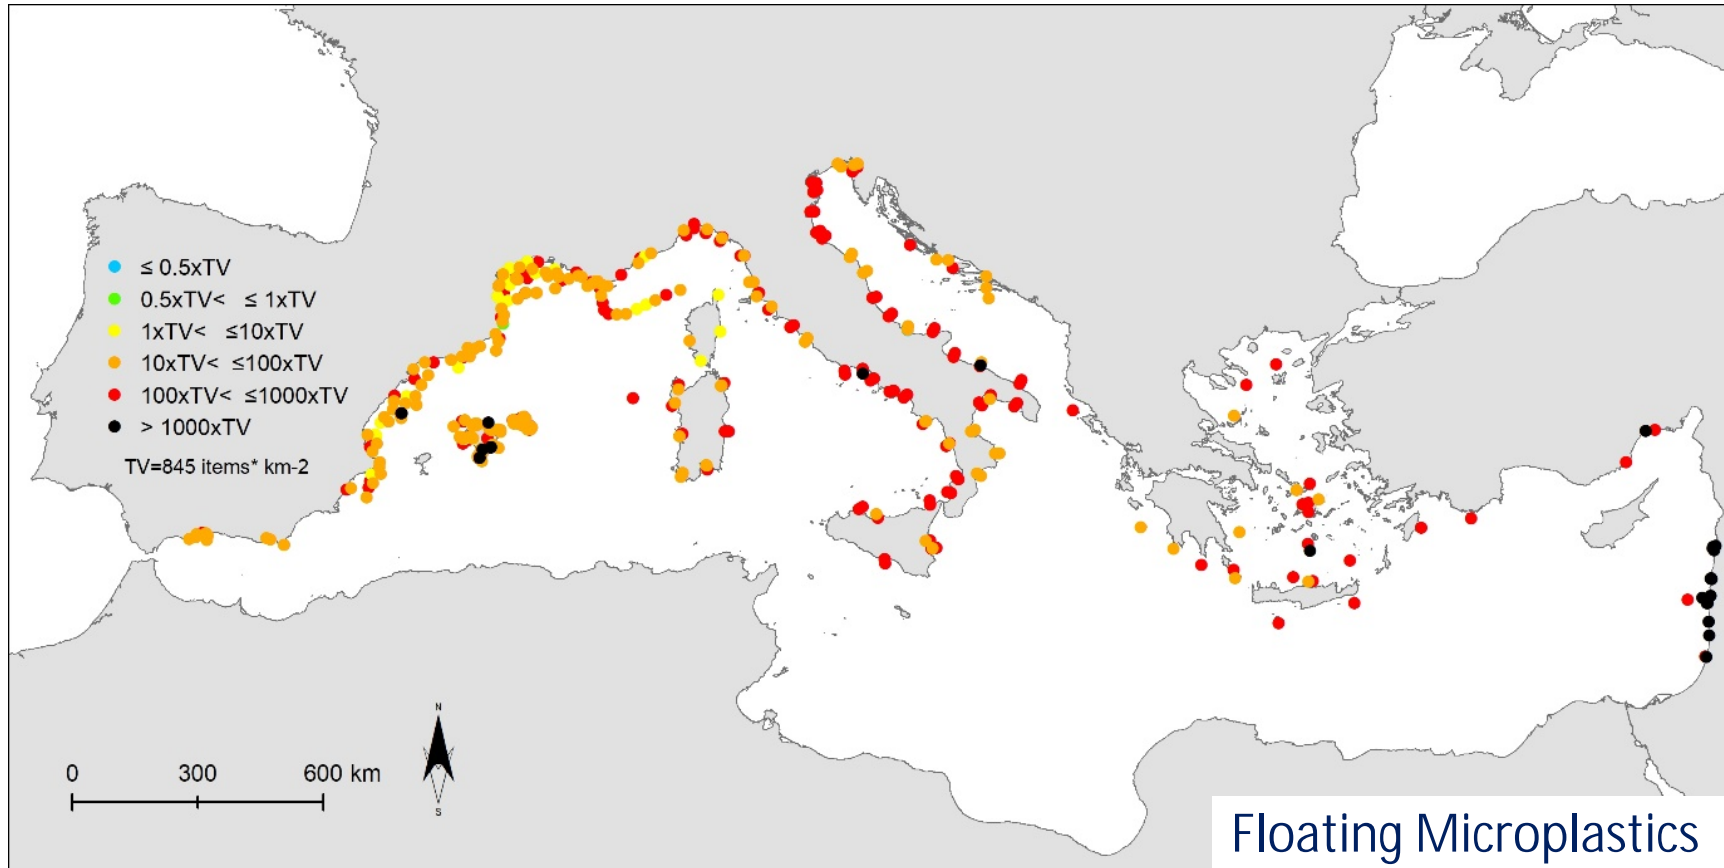 ≤ 0.5xTV
0.5xTV< ≤ 1xTV
1xTV< ≤10xTV
10xTV< ≤100xTV
100xTV< ≤1000xTV
> 1000xTV
TV=845 items* km-2
N
S
0 300 600 km
Floating Microplastics